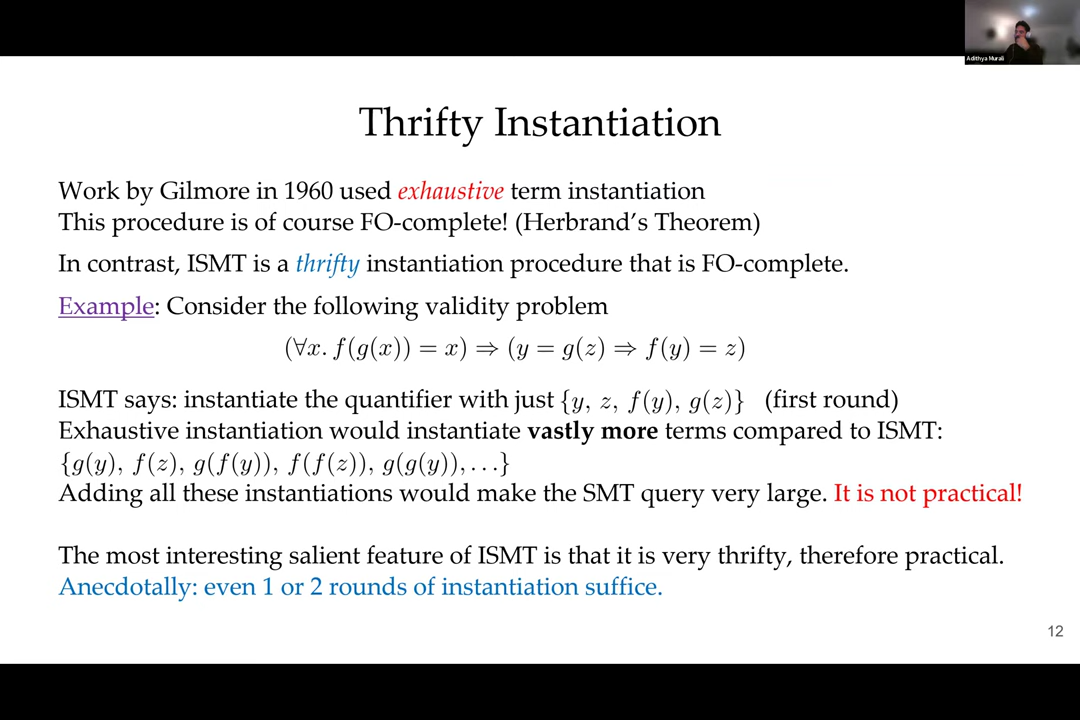 Adithya Murali
Thrifty Instantiation
Work by Gilmore in 1960 used exhaustive term instantiation
This procedure is of course FO-complete! (Herbrand's Theorem)
In contrast, ISMT is a thrifty instantiation procedure that is FO-complete.
Example: Consider the following validity problem
(∀x. f(g(x)) = x) ⇒ (y = g(z) ⇒ f(y) = z)
ISMT says: instantiate the quantifier with just {y, z, f(y), g(z)} (first round)
Exhaustive instantiation would instantiate vastly more terms compared to ISMT:
{g(y), f(z), g(f(y)), f(f(z)), g(g(y)), ...}
Adding all these instantiations would make the SMT query very large. It is not practical!
The most interesting salient feature of ISMT is that it is very thrifty, therefore practical.
Anecdotally: even 1 or 2 rounds of instantiation suffice.
12